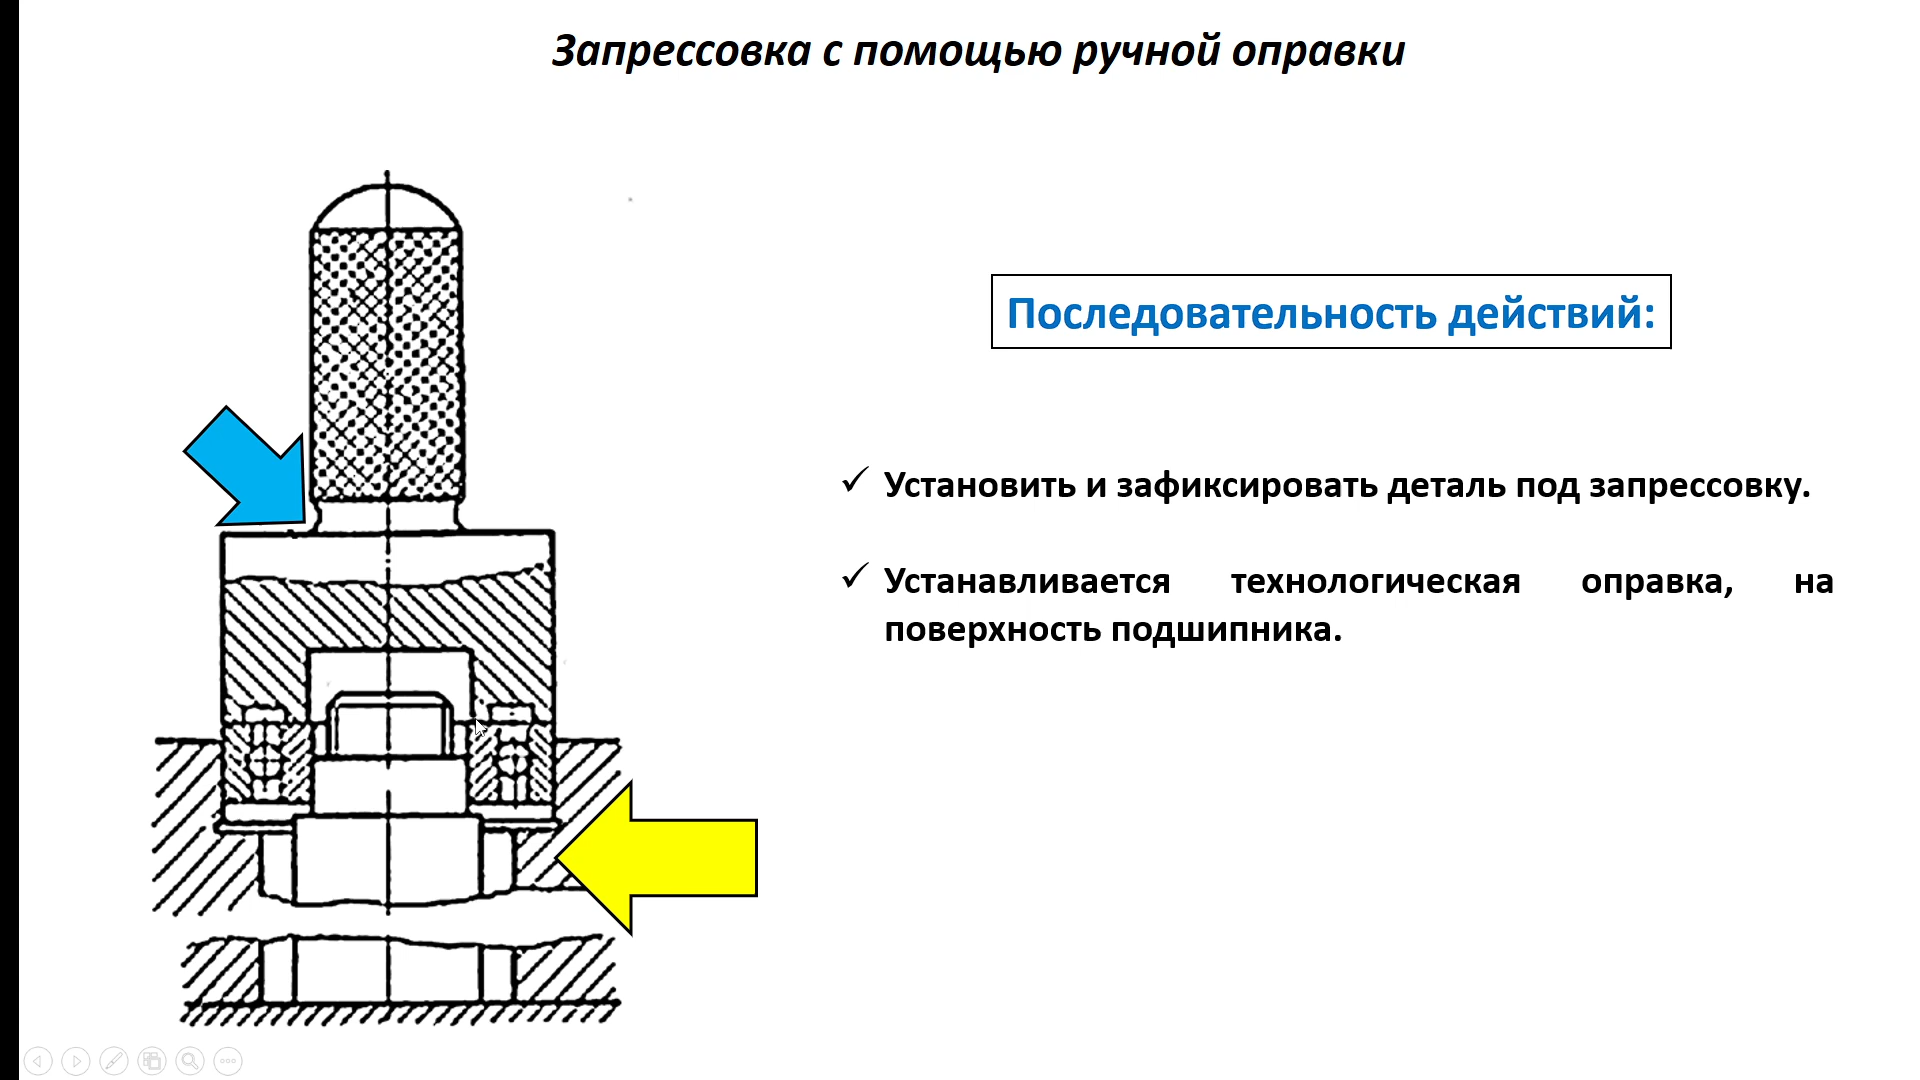 Запрессовка с помощью ручной оправки
Последовательность действий:
Установить и зафиксировать деталь под запрессовку.
Устанавливается технологическая оправка, на
поверхность подшипника.